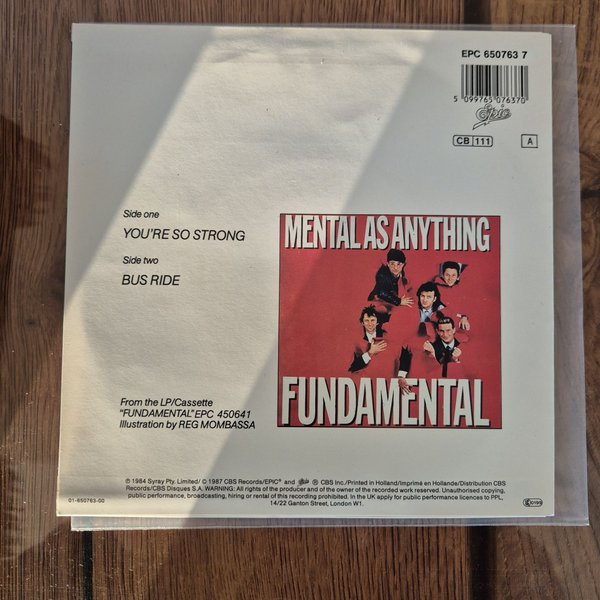 EPC 650763 7
5 099765 076370
Epic
CB 111
A
Side one
YOU'RE SO STRONG
Side two
BUS RIDE
MENTAL AS ANYTHING
FUNDAMENTAL
From the LP/Cassette
"FUNDAMENTAL" EPC 450641
Illustration by REG MOMBASSA
℗ 1984 Syray Pty. Limited/ © 1987 CBS Records/EPIC® and Epic ® CBS Inc./Printed in Holland/Imprimé en Hollande/Distribution CBS
Records/CBS Disques S.A. WARNING: All rights of the producer and of the owner of the recorded work reserved. Unauthorised copying,
public performance, broadcasting, hiring or rental of this recording prohibited. In the UK apply for public performance licences to PPL,
14/22 Ganton Street, London W1.
01-650763-00